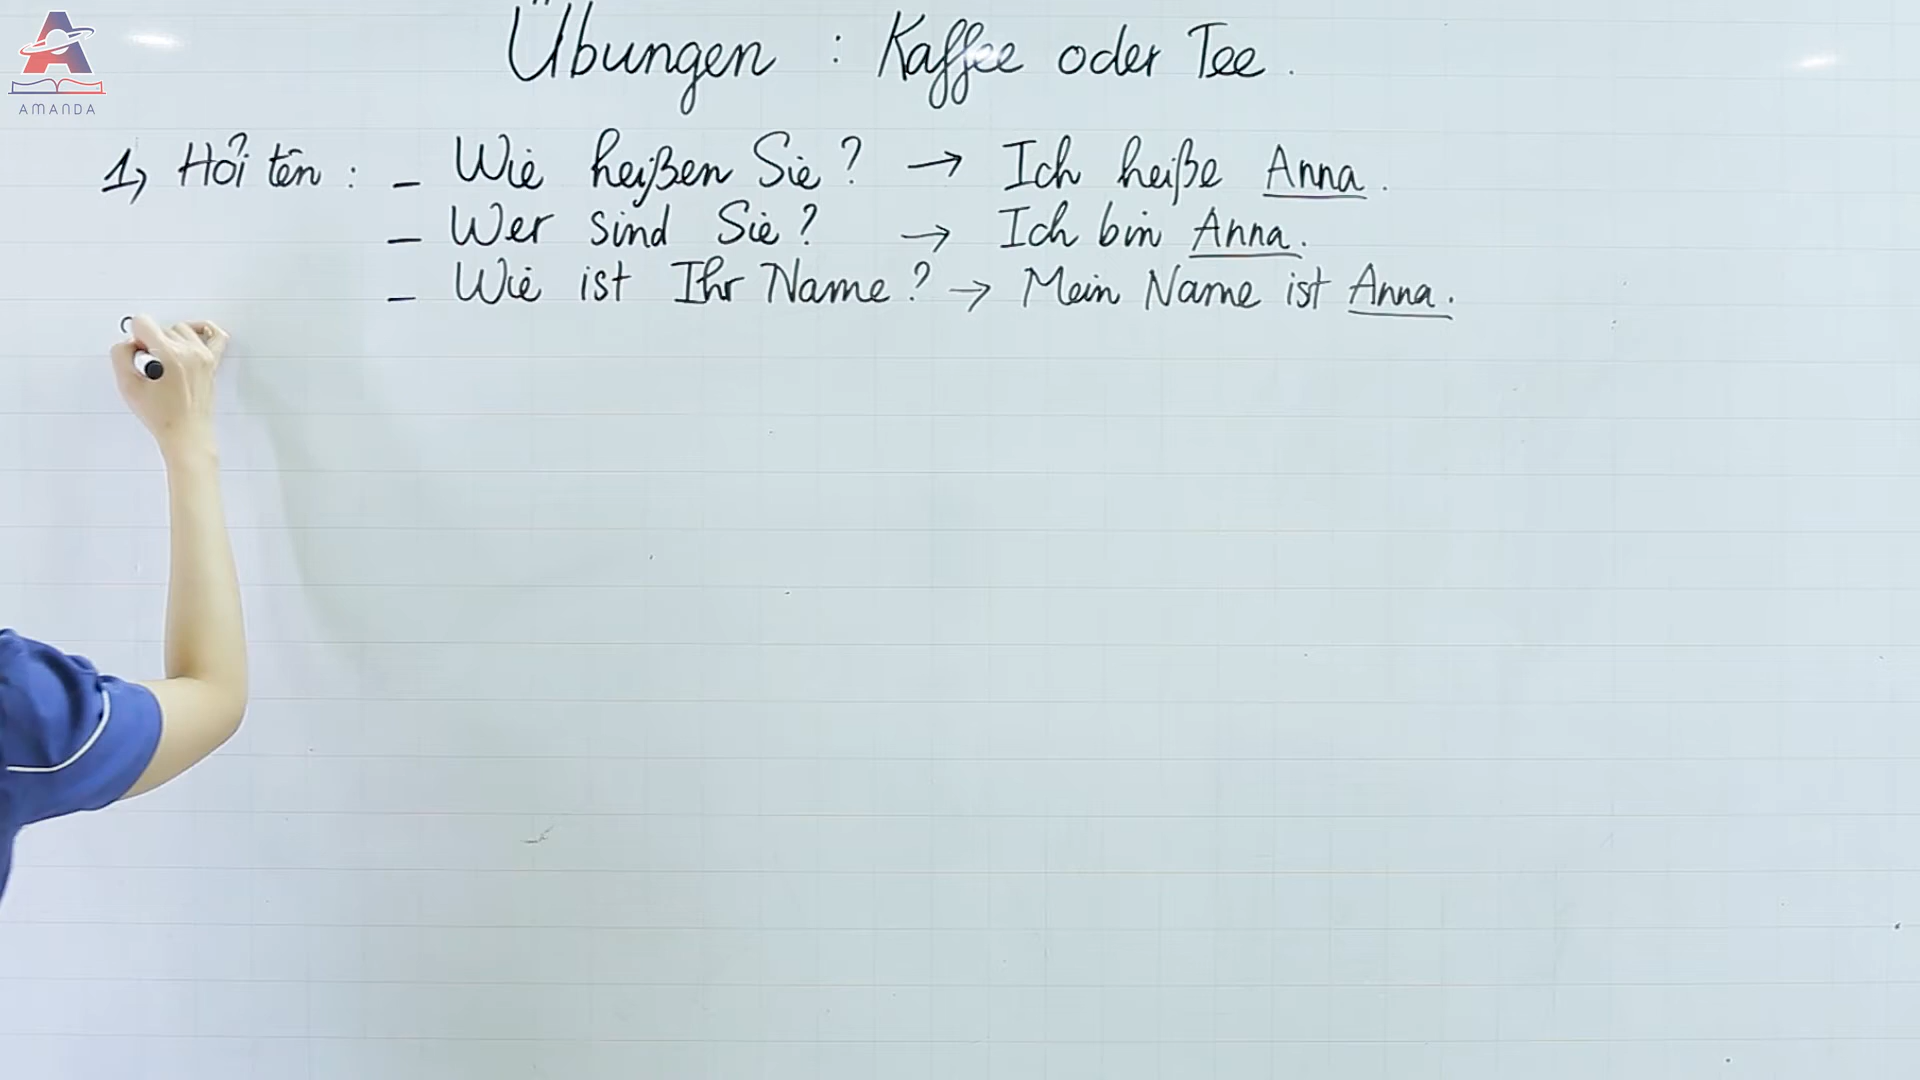 AMANDA
Übungen : Kaffee oder Tee.
1, Hỏi tên : - Wie heißen Sie? → Ich heiße Anna.
- Wer sind Sie? → Ich bin Anna.
- Wie ist Ihr Name? → Mein Name ist Anna.